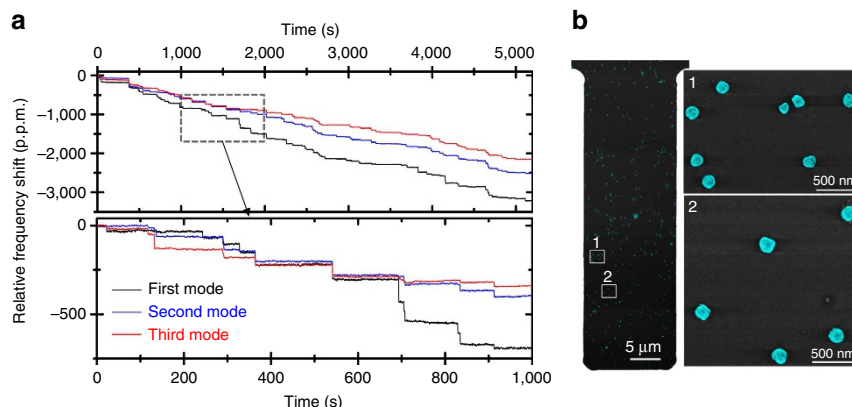 a
Time (s)
0 1,000 2,000 3,000 4,000 5,000
0
−1,000
−2,000
−3,000
Relative frequency shift (p.p.m.)
0
−500
First mode
Second mode
Third mode
0 200 400 600 800 1,000
Time (s)
b
1
2
5 μm
1
500 nm
2
500 nm